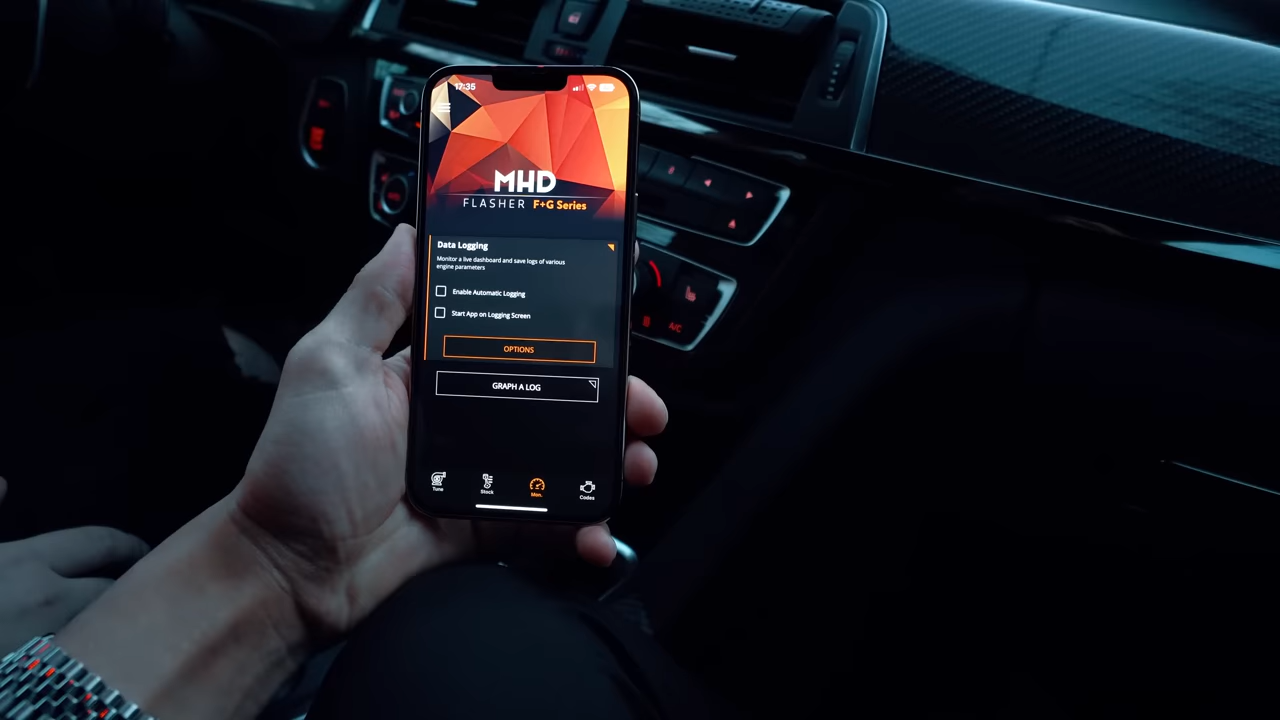 17:35
MHD
FLASHER F+G Series
Data Logging
Monitor a live dashboard and save logs of various
engine parameters
Enable Automatic Logging
Start App on Logging Screen
OPTIONS
GRAPH A LOG
Tune
Stock
Mon.
Codes
A/C